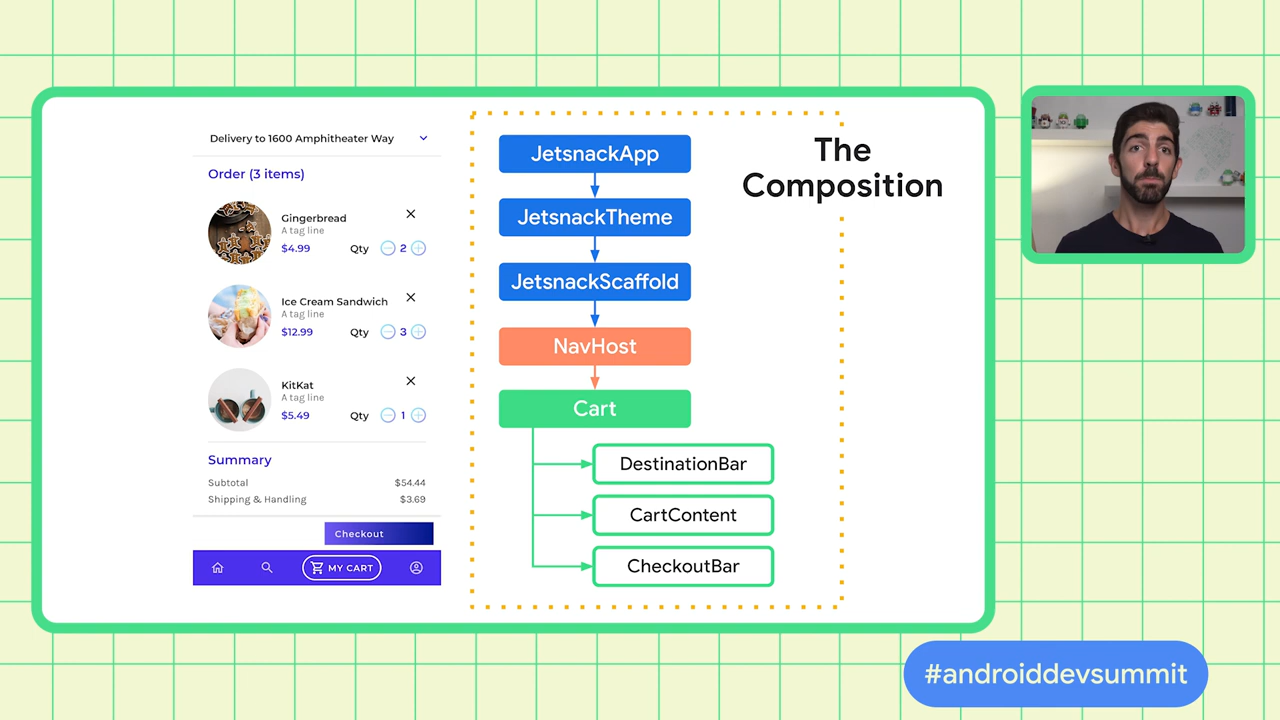 Delivery to 1600 Amphitheater Way
Order (3 items)
Gingerbread
A tag line
$4.99
Qty
2
Ice Cream Sandwich
A tag line
$12.99
Qty
3
KitKat
A tag line
$5.49
Qty
1
Summary
Subtotal
$54.44
Shipping & Handling
$3.69
Checkout
MY CART
JetsnackApp
JetsnackTheme
JetsnackScaffold
NavHost
Cart
DestinationBar
CartContent
CheckoutBar
The
Composition
#androiddevsummit